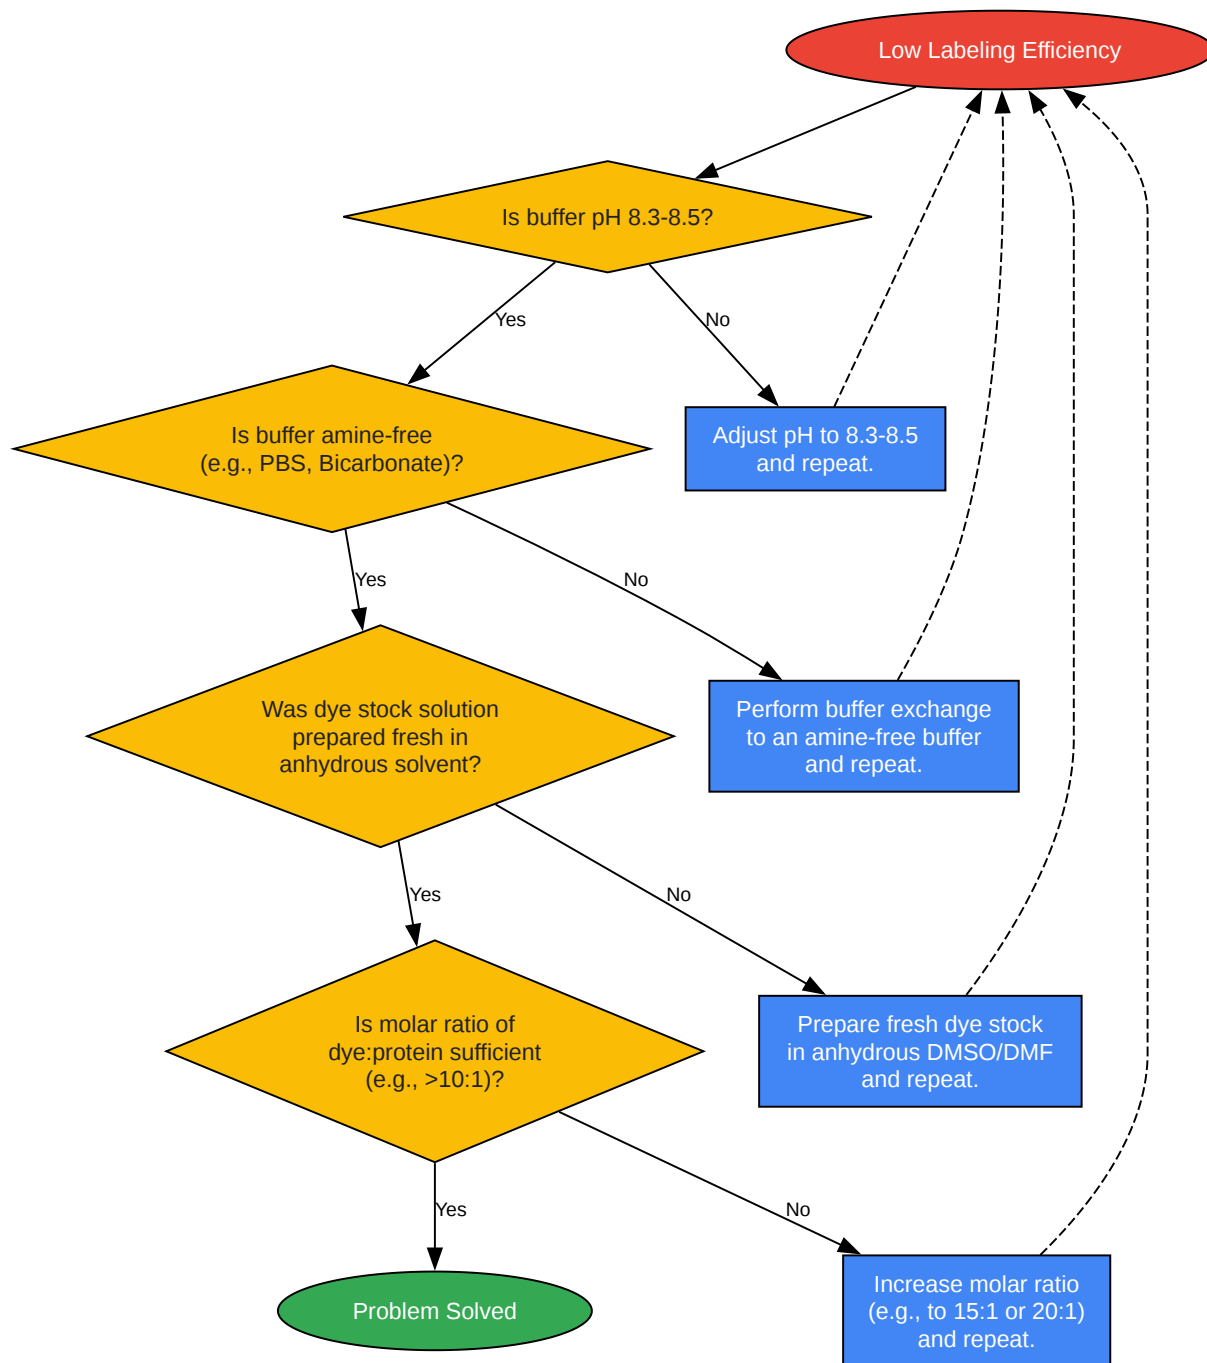 Low Labeling Efficiency
Is buffer pH 8.3-8.5?
Yes
No
Is buffer amine-free
(e.g., PBS, Bicarbonate)?
Adjust pH to 8.3-8.5
and repeat.
Yes
No
Was dye stock solution
prepared fresh in
anhydrous solvent?
Perform buffer exchange
to an amine-free buffer
and repeat.
Yes
No
Is molar ratio of
dye:protein sufficient
(e.g., >10:1)?
Prepare fresh dye stock
in anhydrous DMSO/DMF
and repeat.
Yes
No
Problem Solved
Increase molar ratio
(e.g., to 15:1 or 20:1)
and repeat.